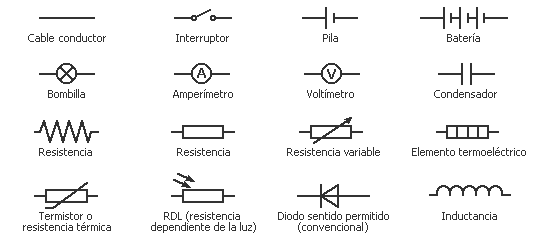 Cable conductor
Interruptor
Pila
Batería
A
V
Bombilla
Amperímetro
Voltímetro
Condensador
Resistencia
Resistencia
Resistencia variable
Elemento termoeléctrico
Termistor o
resistencia térmica
RDL (resistencia
dependiente de la luz)
Diodo sentido permitido
(convencional)
Inductancia